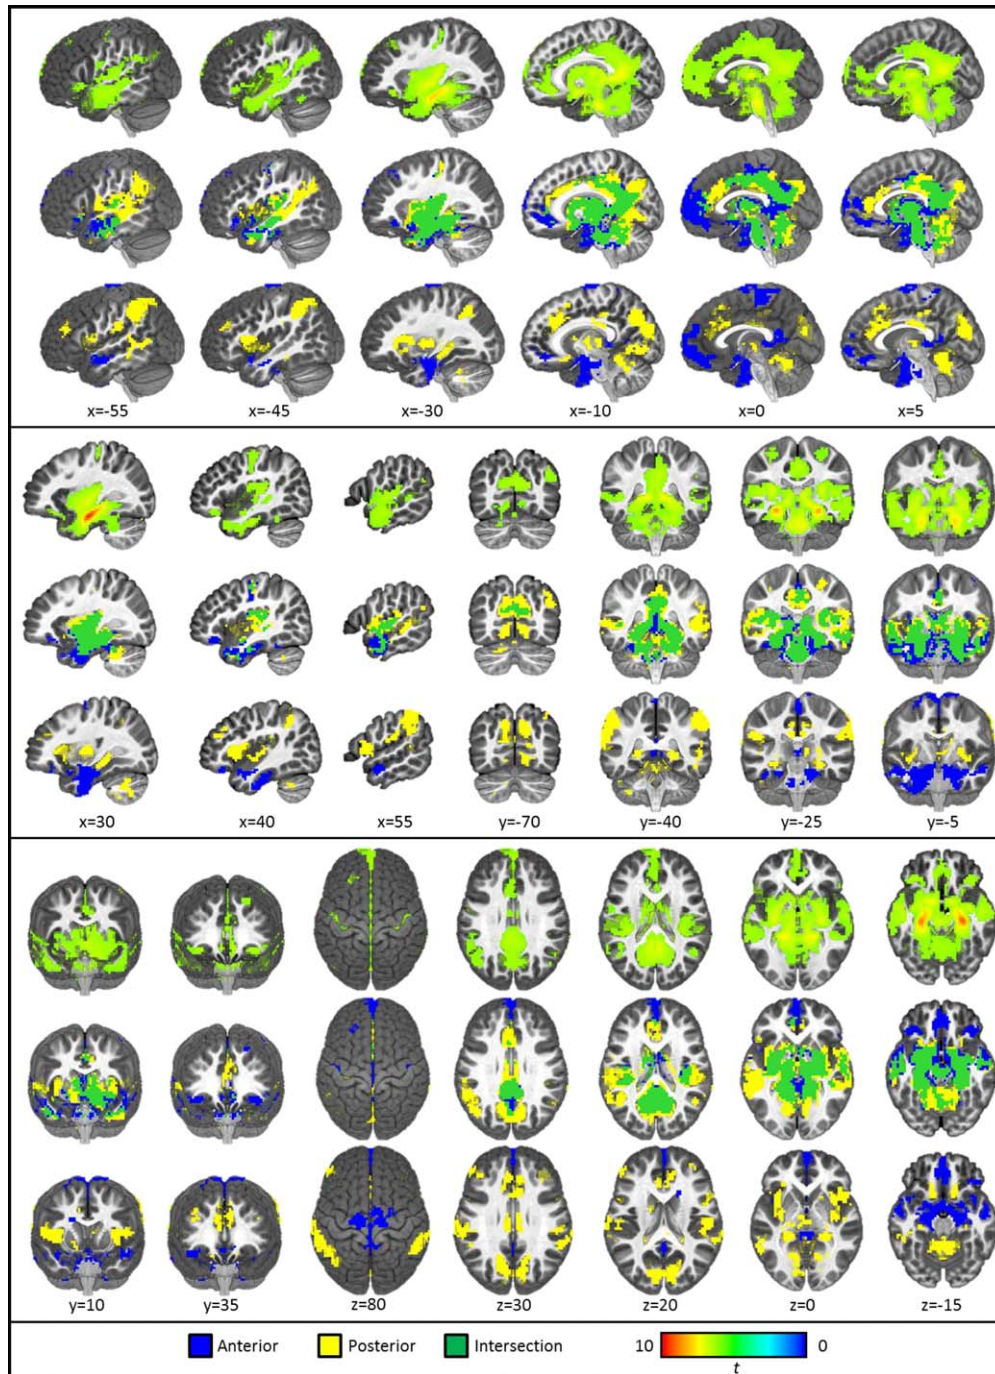 x=-55 x=-45 x=-30 x=-10 x=0 x=5
x=30 x=40 x=55 y=-70 y=-40 y=-25 y=-5
y=10 y=35 z=80 z=30 z=20 z=0 z=-15
Anterior Posterior Intersection 10 0
t